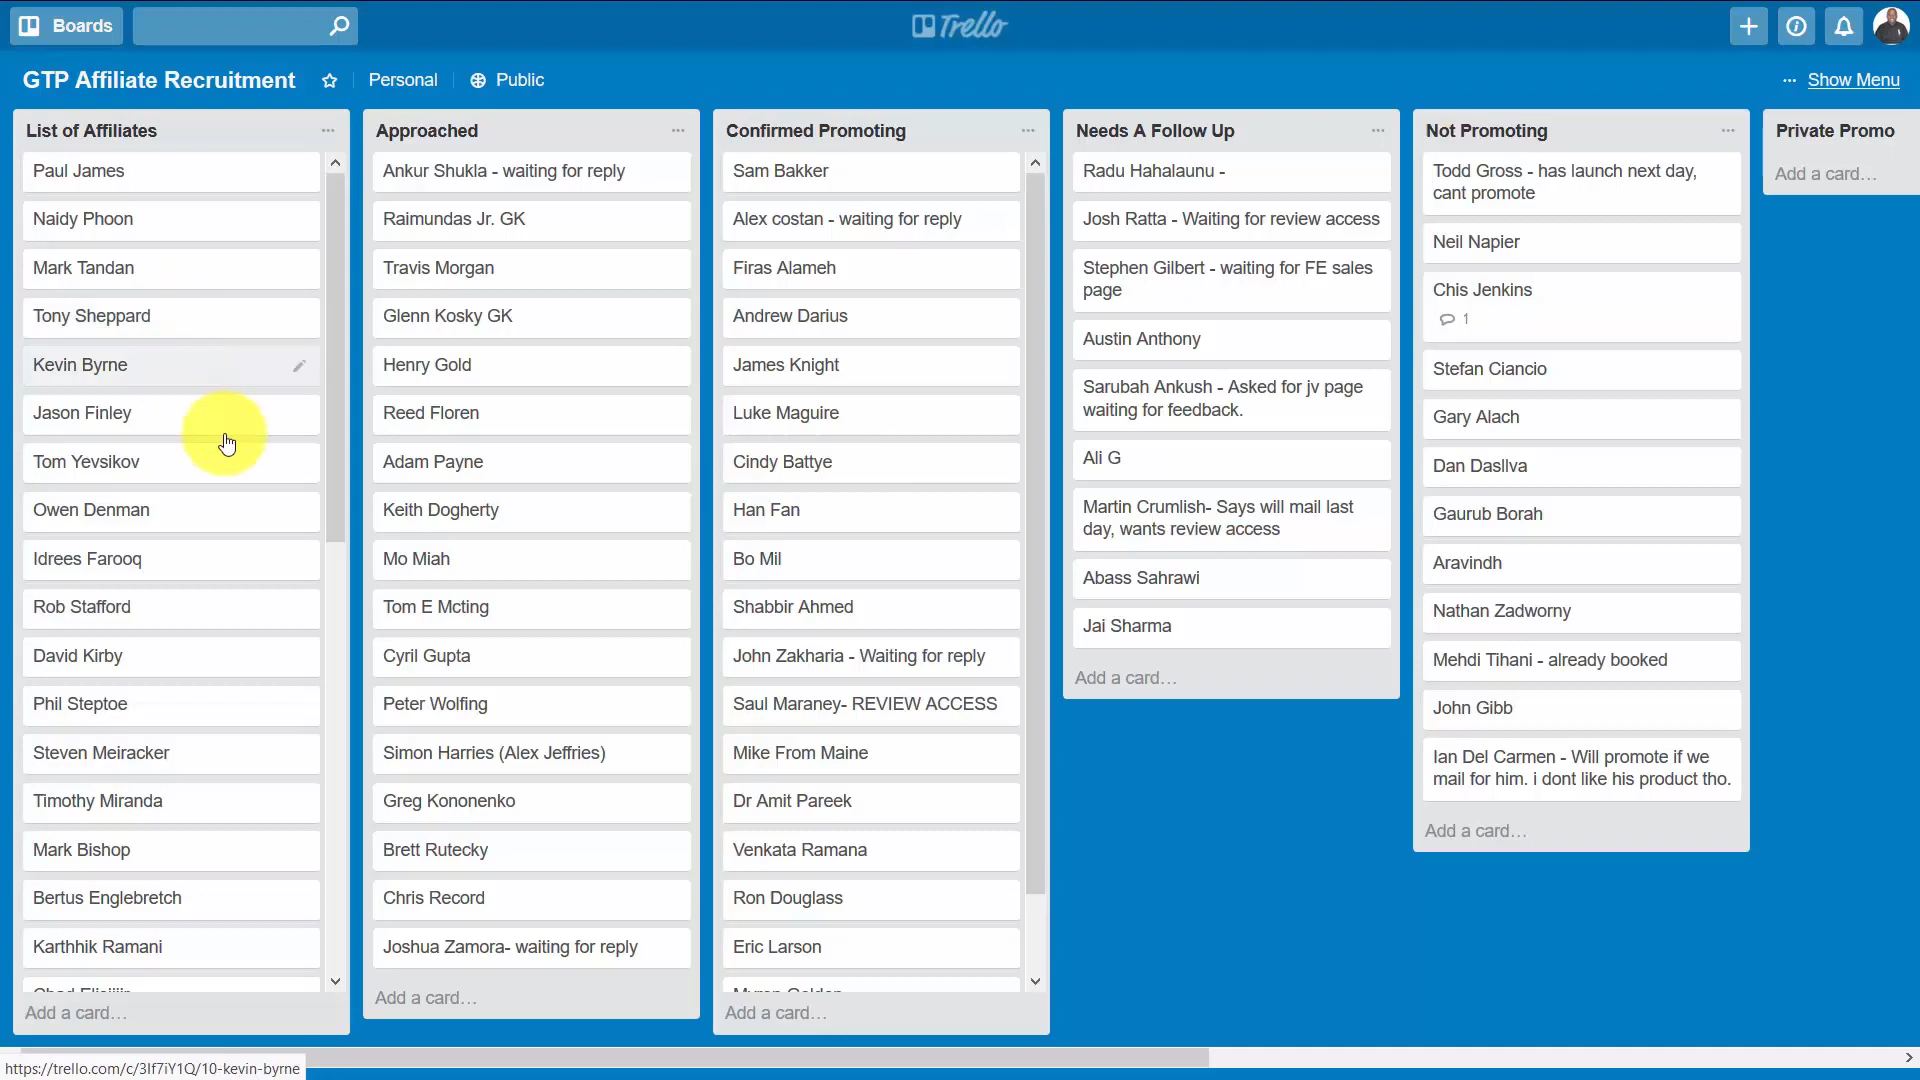 Boards
Trello
GTP Affiliate Recruitment
Personal
Public
Show Menu
List of Affiliates
Paul James
Naidy Phoon
Mark Tandan
Tony Sheppard
Kevin Byrne
Jason Finley
Tom Yevsikov
Owen Denman
Idrees Farooq
Rob Stafford
David Kirby
Phil Steptoe
Steven Meiracker
Timothy Miranda
Mark Bishop
Bertus Englebretch
Karthhik Ramani
Add a card…
Approached
Ankur Shukla - waiting for reply
Raimundas Jr. GK
Travis Morgan
Glenn Kosky GK
Henry Gold
Reed Floren
Adam Payne
Keith Dogherty
Mo Miah
Tom E Mcting
Cyril Gupta
Peter Wolfing
Simon Harries (Alex Jeffries)
Greg Kononenko
Brett Rutecky
Chris Record
Joshua Zamora- waiting for reply
Add a card…
Confirmed Promoting
Sam Bakker
Alex costan - waiting for reply
Firas Alameh
Andrew Darius
James Knight
Luke Maguire
Cindy Battye
Han Fan
Bo Mil
Shabbir Ahmed
John Zakharia - Waiting for reply
Saul Maraney- REVIEW ACCESS
Mike From Maine
Dr Amit Pareek
Venkata Ramana
Ron Douglass
Eric Larson
Add a card…
Needs A Follow Up
Radu Hahalaunu -
Josh Ratta - Waiting for review access
Stephen Gilbert - waiting for FE sales
page
Austin Anthony
Sarubah Ankush - Asked for jv page
waiting for feedback.
Ali G
Martin Crumlish- Says will mail last
day, wants review access
Abass Sahrawi
Jai Sharma
Add a card…
Not Promoting
Todd Gross - has launch next day,
cant promote
Neil Napier
Chis Jenkins
1
Stefan Ciancio
Gary Alach
Dan Dasllva
Gaurub Borah
Aravindh
Nathan Zadworny
Mehdi Tihani - already booked
John Gibb
Ian Del Carmen - Will promote if we
mail for him. i dont like his product tho.
Add a card…
Private Promo
Add a card…
https://trello.com/c/3If7iY1Q/10-kevin-byrne